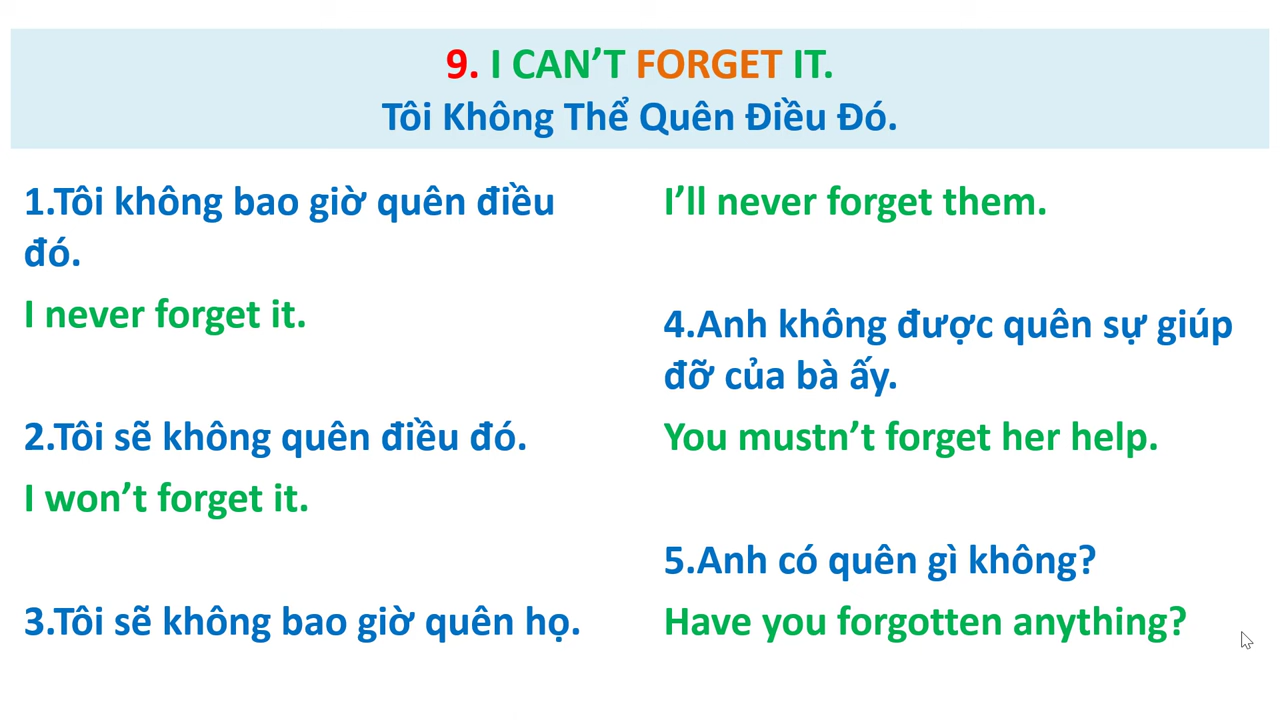 9. I CAN’T FORGET IT.
Tôi Không Thể Quên Điều Đó.
1.Tôi không bao giờ quên điều
đó.
I never forget it.
2.Tôi sẽ không quên điều đó.
I won’t forget it.
3.Tôi sẽ không bao giờ quên họ.
I’ll never forget them.
4.Anh không được quên sự giúp
đỡ của bà ấy.
You mustn’t forget her help.
5.Anh có quên gì không?
Have you forgotten anything?